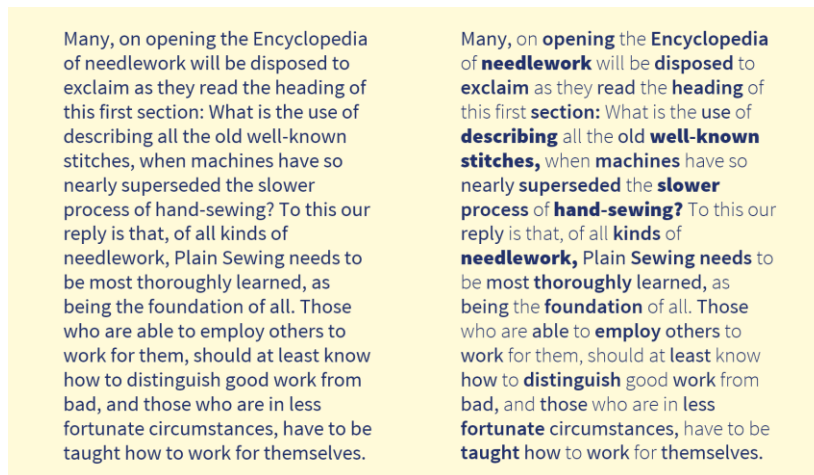 Many, on opening the Encyclopedia
of needlework will be disposed to
exclaim as they read the heading of
this first section: What is the use of
describing all the old well-known
stitches, when machines have so
nearly superseded the slower
process of hand-sewing? To this our
reply is that, of all kinds of
needlework, Plain Sewing needs to
be most thoroughly learned, as
being the foundation of all. Those
who are able to employ others to
work for them, should at least know
how to distinguish good work from
bad, and those who are in less
fortunate circumstances, have to be
taught how to work for themselves.
Many, on opening the Encyclopedia
of needlework will be disposed to
exclaim as they read the heading of
this first section: What is the use of
describing all the old well-known
stitches, when machines have so
nearly superseded the slower
process of hand-sewing? To this our
reply is that, of all kinds of
needlework, Plain Sewing needs to
be most thoroughly learned, as
being the foundation of all. Those
who are able to employ others to
work for them, should at least know
how to distinguish good work from
bad, and those who are in less
fortunate circumstances, have to be
taught how to work for themselves.